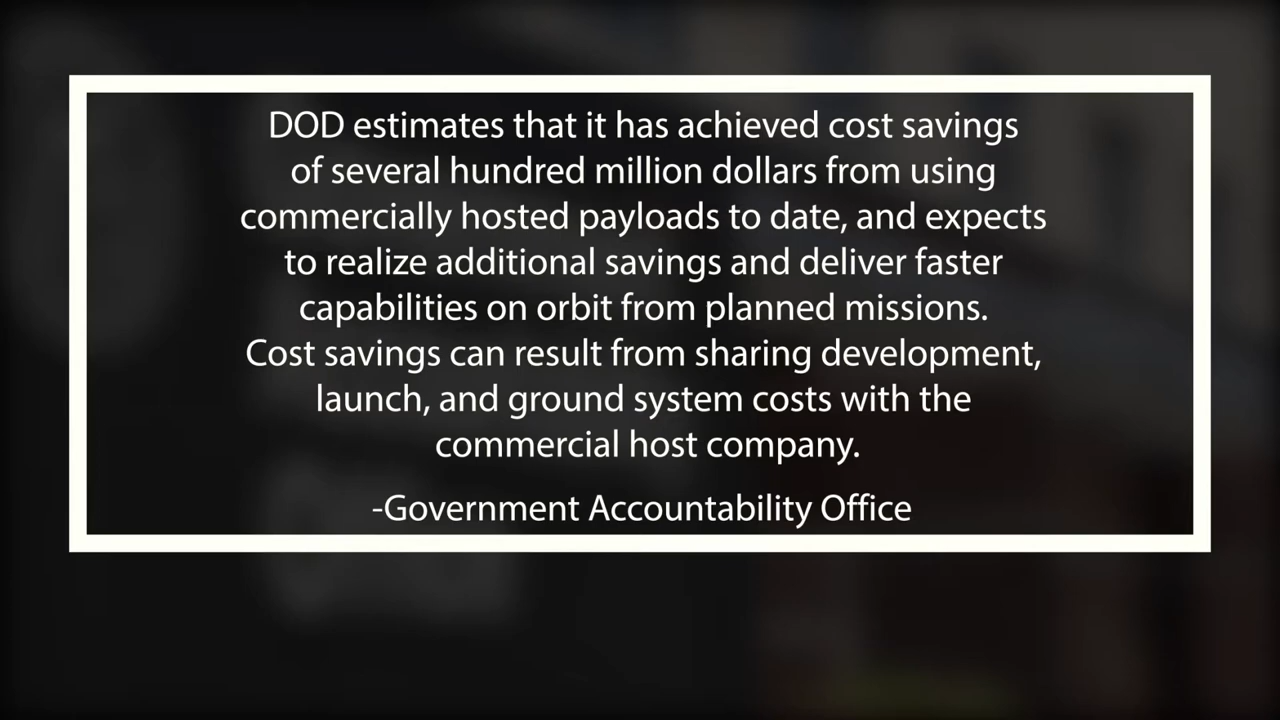 DOD estimates that it has achieved cost savings
of several hundred million dollars from using
commercially hosted payloads to date, and expects
to realize additional savings and deliver faster
capabilities on orbit from planned missions.
Cost savings can result from sharing development,
launch, and ground system costs with the
commercial host company.
-Government Accountability Office